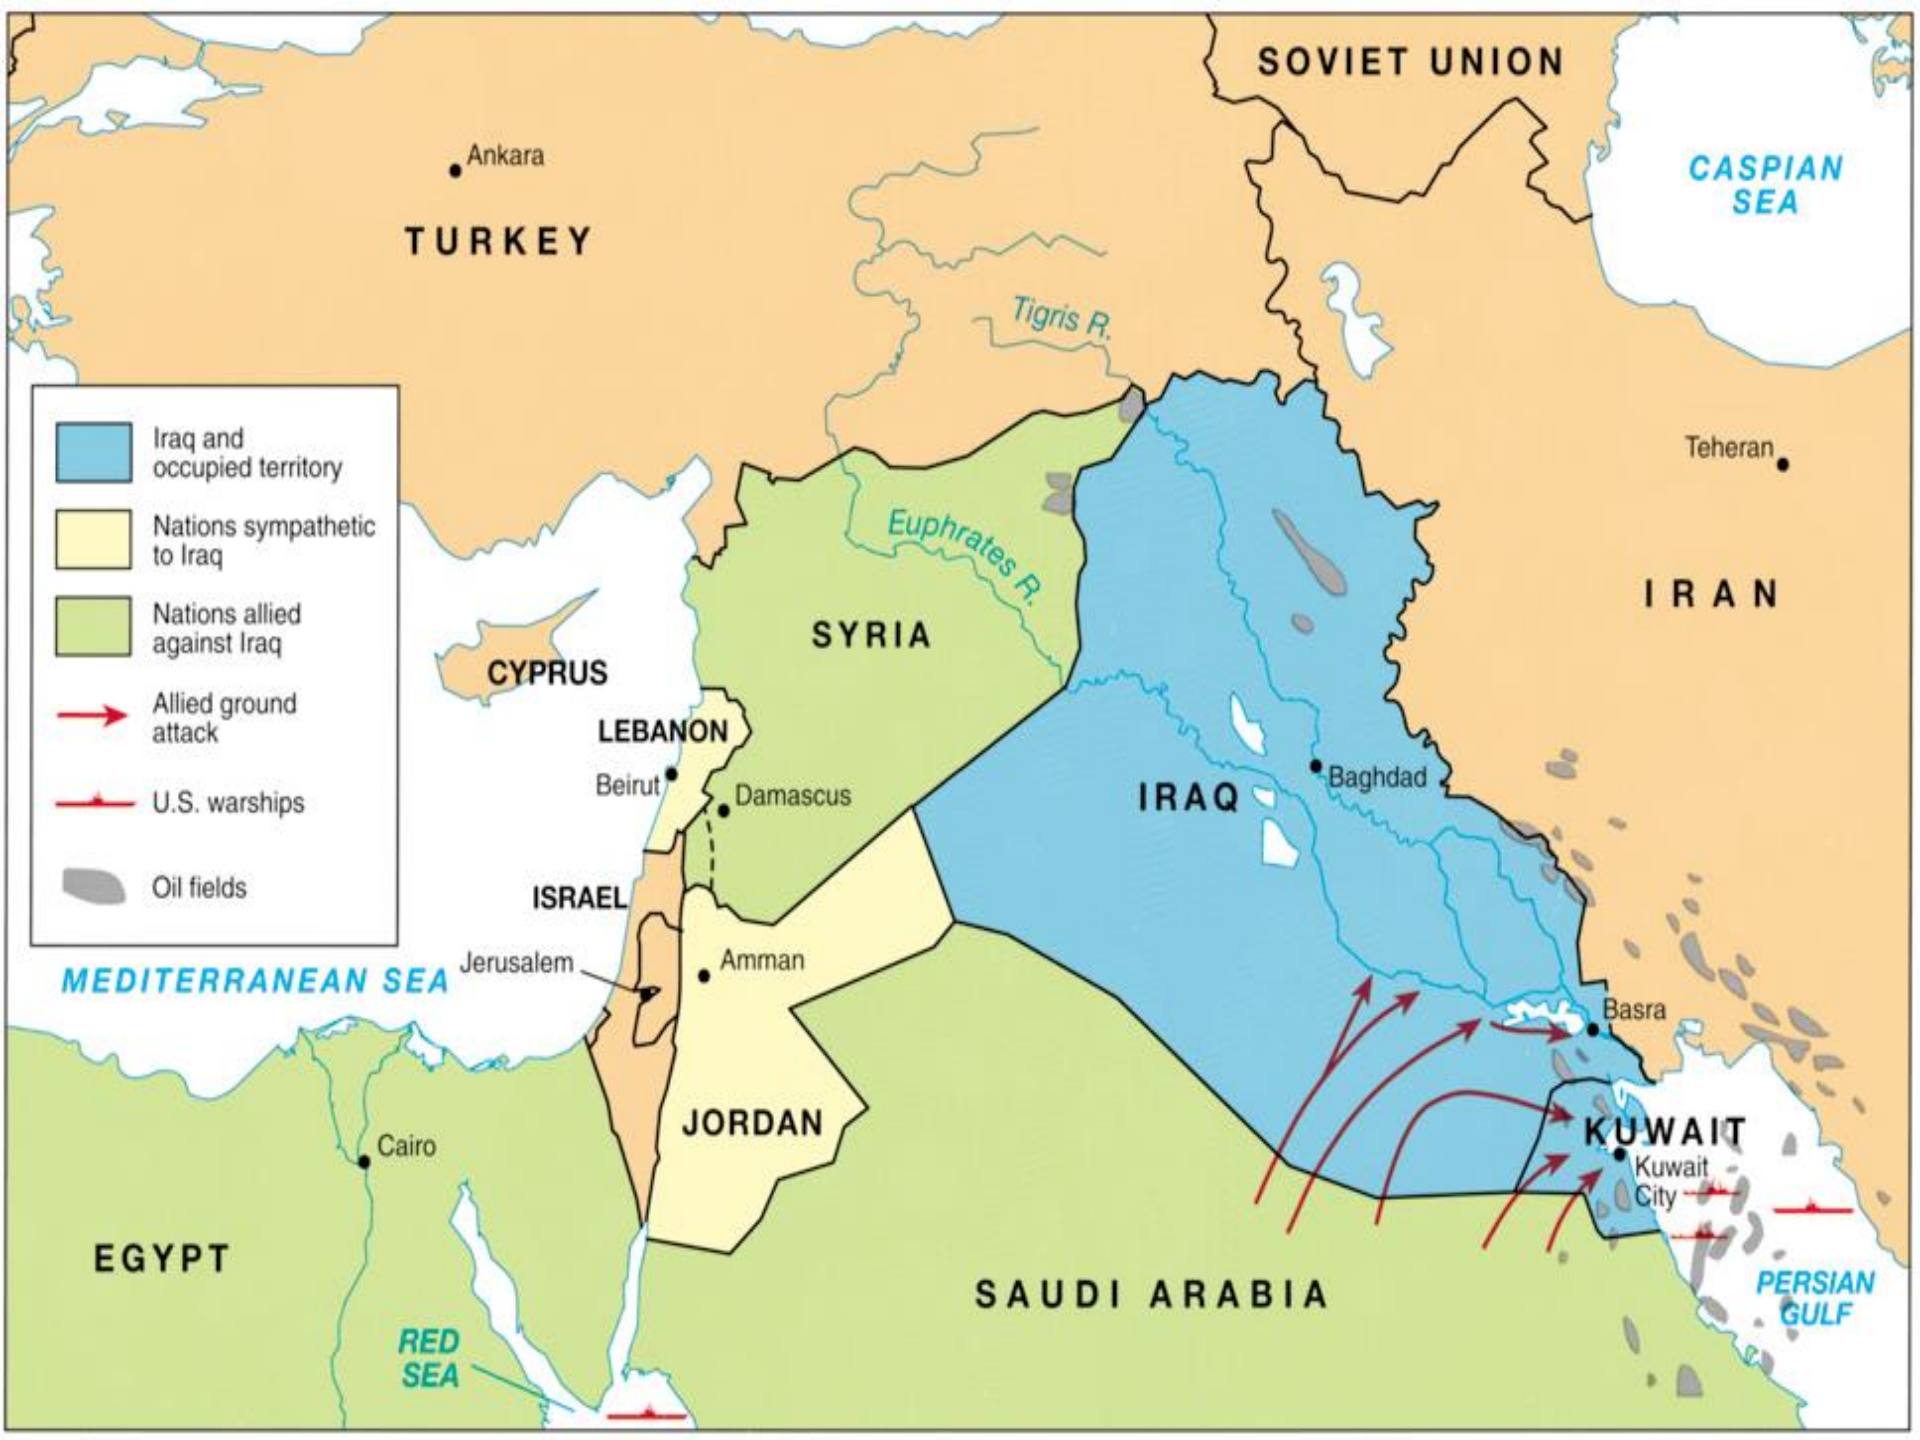 SOVIET UNION
CASPIAN
SEA
Ankara
TURKEY
Tigris R.
Teheran
Iraq and
occupied territory
Nations sympathetic
to Iraq
Nations allied
against Iraq
Allied ground
attack
U.S. warships
Oil fields
Euphrates R.
IRAN
SYRIA
CYPRUS
LEBANON
Beirut
Damascus
IRAQ
Baghdad
ISRAEL
Jerusalem
Amman
MEDITERRANEAN SEA
Basra
JORDAN
KUWAIT
Kuwait
City
Cairo
EGYPT
SAUDI ARABIA
PERSIAN
GULF
RED
SEA